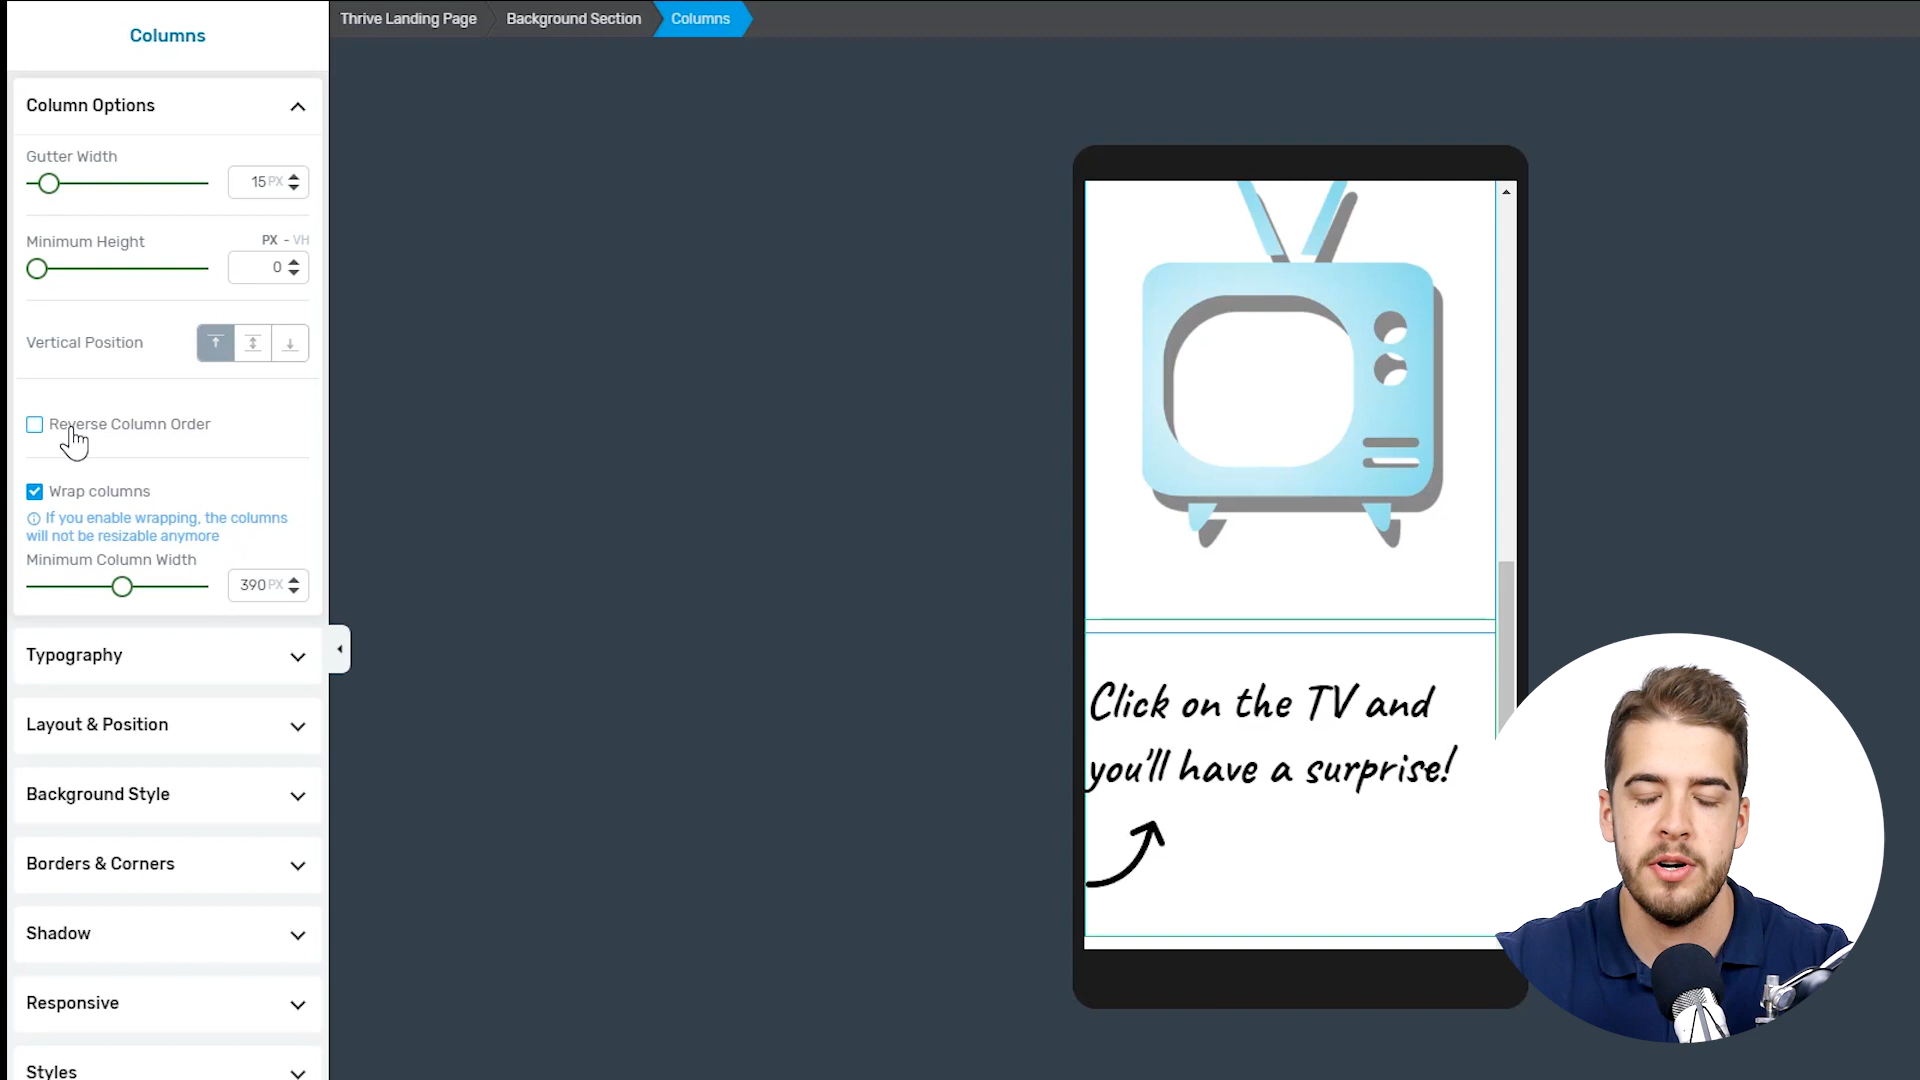 Columns
Thrive Landing Page
Background Section
Columns
Column Options
Gutter Width
15 PX
Minimum Height
PX - VH
0
Vertical Position
Reverse Column Order
Wrap columns
If you enable wrapping, the columns
will not be resizable anymore
Minimum Column Width
390 PX
Typography
Layout & Position
Background Style
Borders & Corners
Shadow
Responsive
Styles
Click on the TV and
you'll have a surprise!